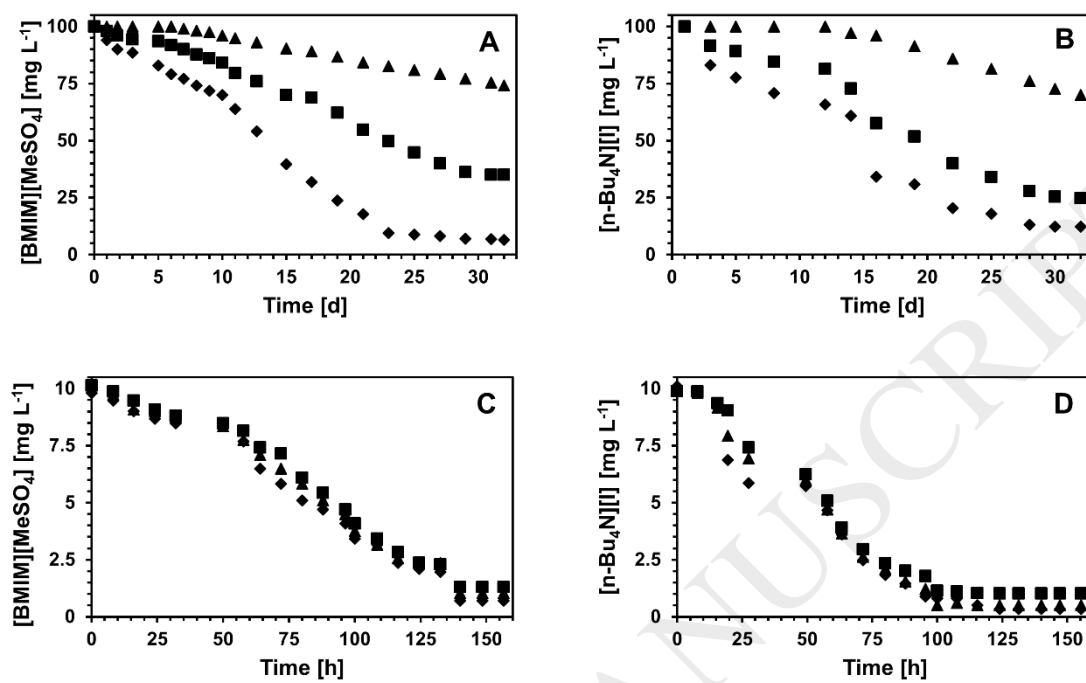 A
[BMIM][MeSO₄] [mg L⁻¹]
100
75
50
25
0
0 5 10 15 20 25 30
Time [d]
B
[n-Bu₄N][I] [mg L⁻¹]
100
75
50
25
0
0 5 10 15 20 25 30
Time [d]
C
[BMIM][MeSO₄] [mg L⁻¹]
10
7.5
5
2.5
0
0 25 50 75 100 125 150
Time [h]
D
[n-Bu₄N][I] [mg L⁻¹]
10
7.5
5
2.5
0
0 25 50 75 100 125 150
Time [h]
ANUSCRIPT